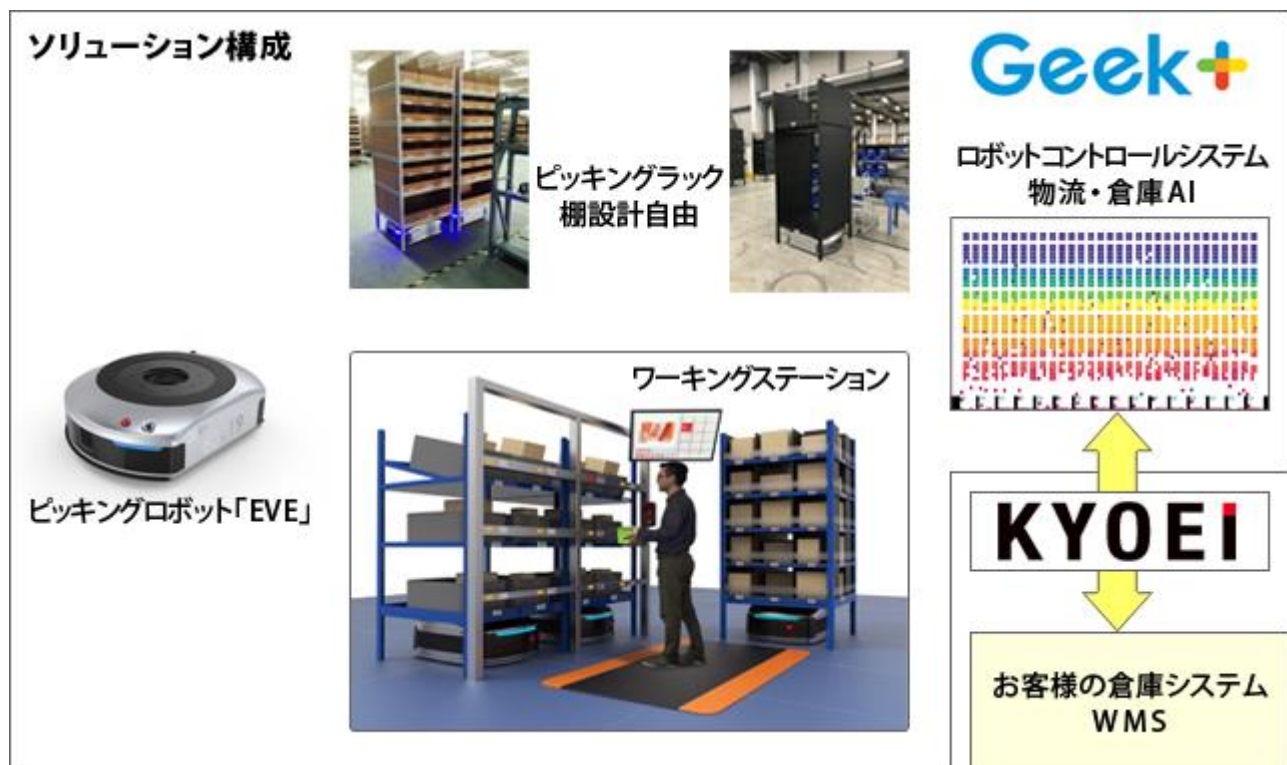 ソリューション構成
ピッキングラック
棚設計自由
Geek+
ロボットコントロールシステム
物流・倉庫AI
ピッキングロボット「EVE」
ワーキングステーション
KYOEi
お客様の倉庫システム
WMS